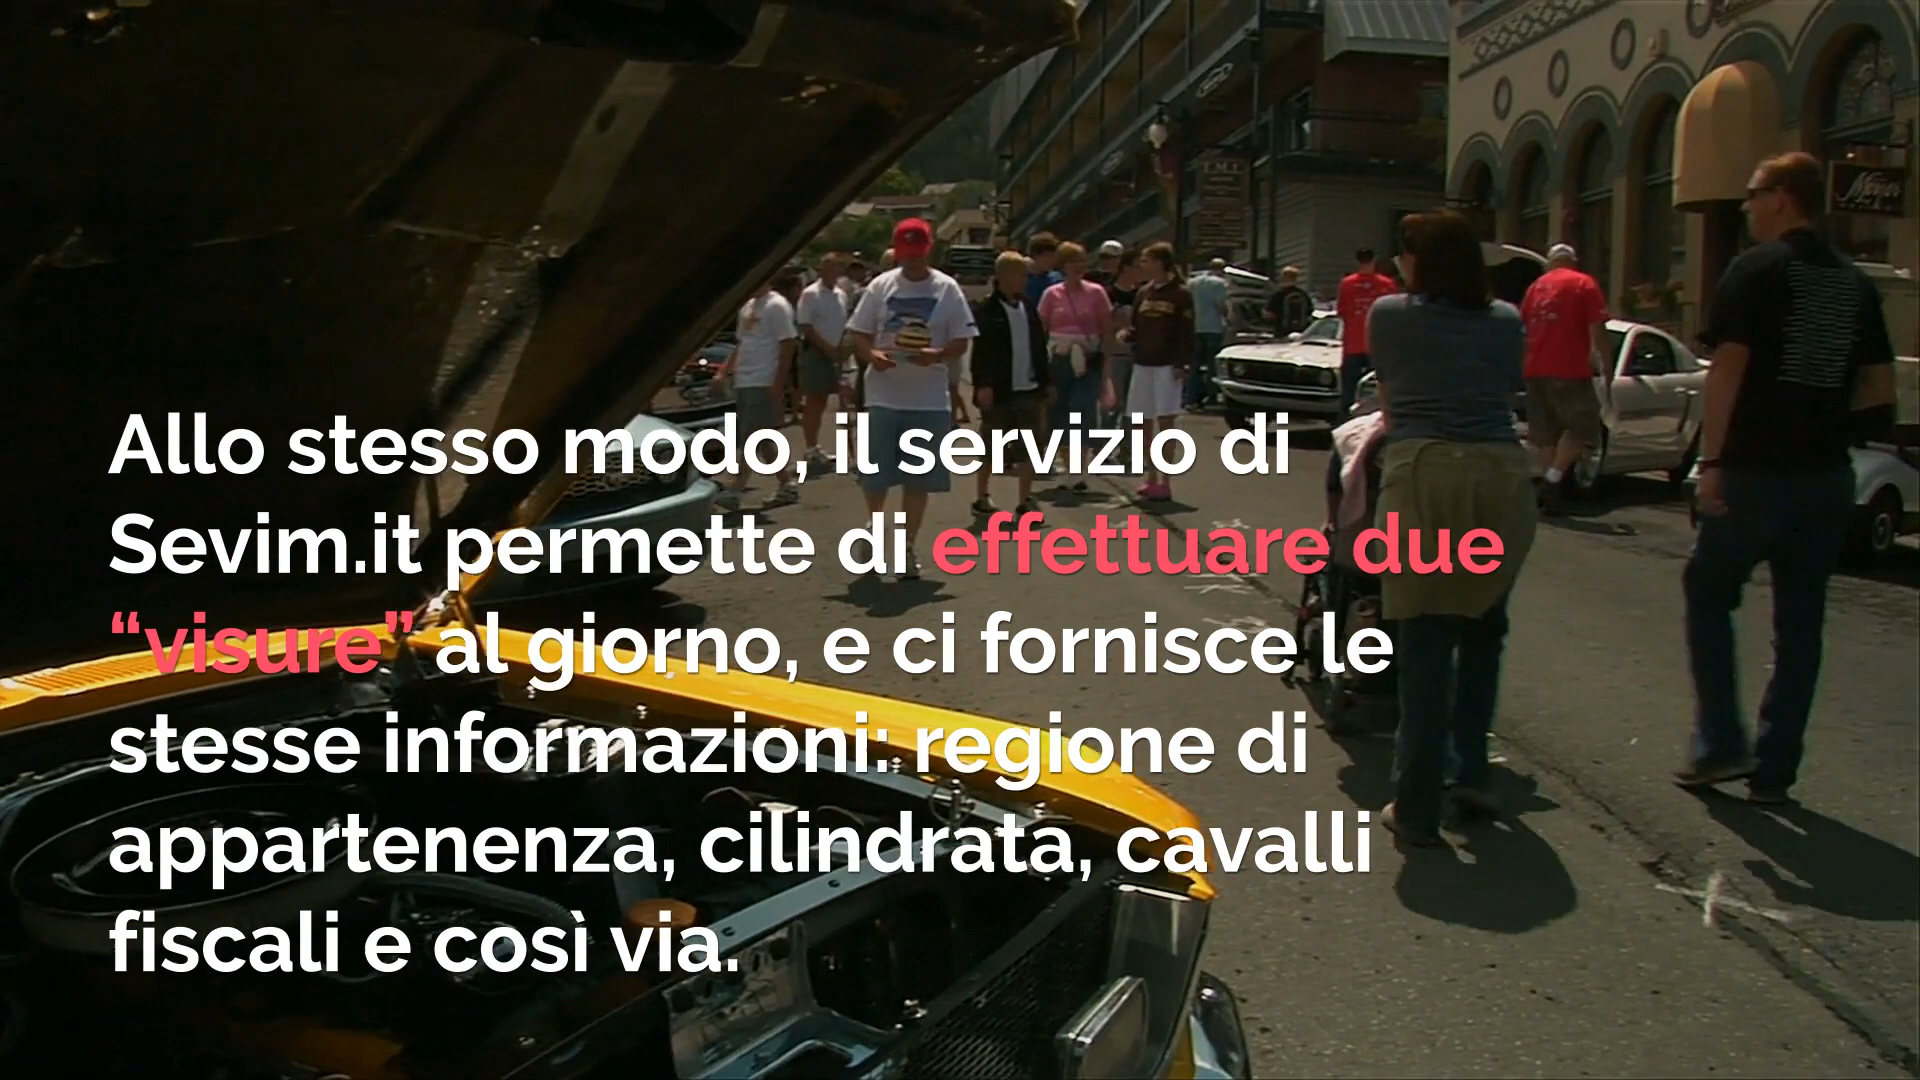 Allo stesso modo, il servizio di
Sevim.it permette di effettuare due
“visure” al giorno, e ci fornisce le
stesse informazioni: regione di
appartenenza, cilindrata, cavalli
fiscali e così via.